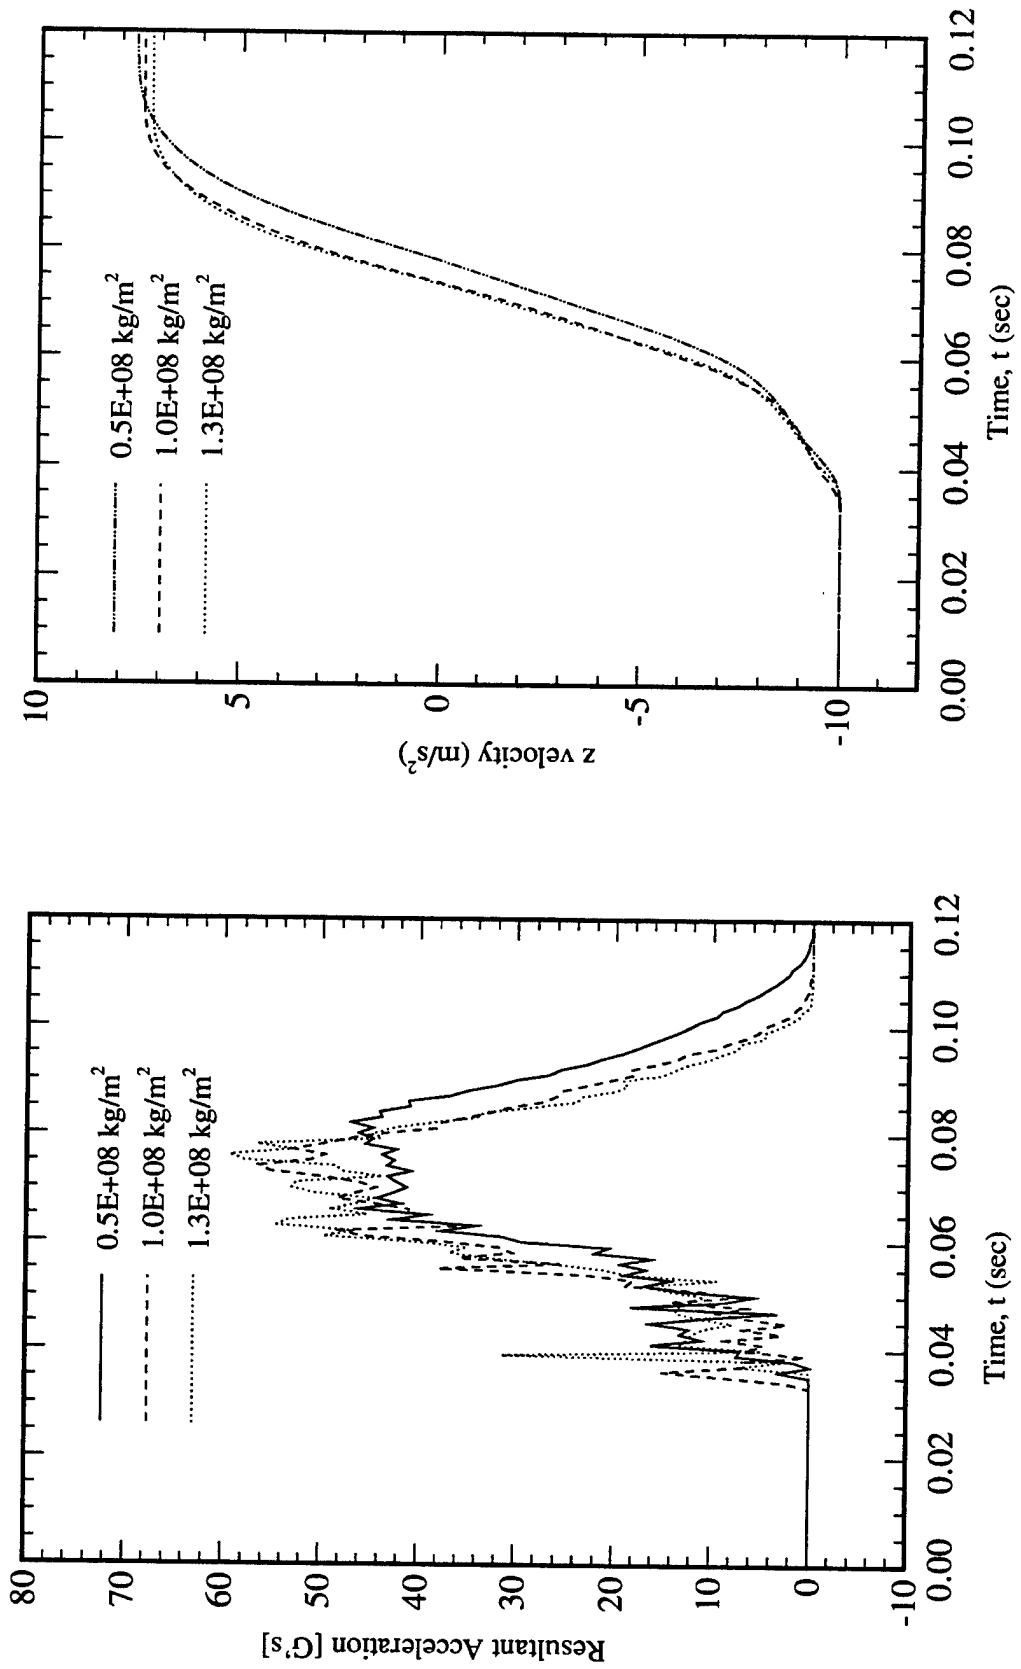 80
70
60
50
40
30
20
10
0
-10
Resultant Acceleration [G's]
0.00
0.02
0.04
0.06
0.08
0.10
0.12
Time, t (sec)
0.5E+08 kg/m²
1.0E+08 kg/m²
1.3E+08 kg/m²
10
5
0
-5
-10
z velocity (m/s²)
0.00
0.02
0.04
0.06
0.08
0.10
0.12
Time, t (sec)
0.5E+08 kg/m²
1.0E+08 kg/m²
1.3E+08 kg/m²